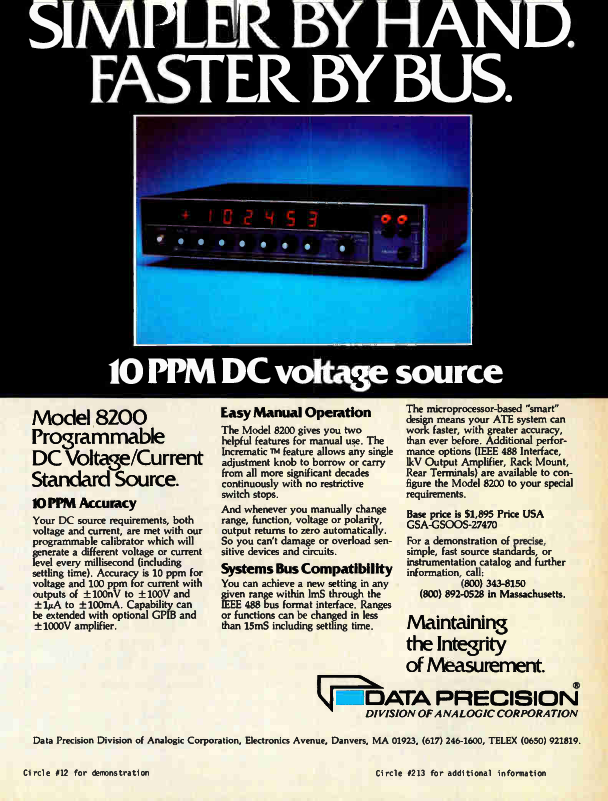 SIMPLER BY HAND.
FASTER BY BUS.
+ 102453
10 PPM DC voltage source
Model 8200
Programmable
DC Voltage/Current
Standard Source.
10 PPM Accuracy
Your DC source requirements, both
voltage and current, are met with our
programmable calibrator which will
generate a different voltage or current
level every millisecond (including
settling time). Accuracy is 10 ppm for
voltage and 100 ppm for current with
outputs of ±100nV to ±100V and
±1µA to ±100mA. Capability can
be extended with optional GPIB and
±1000V amplifier.
Easy Manual Operation
The Model 8200 gives you two
helpful features for manual use. The
Incrematic ™ feature allows any single
adjustment knob to borrow or carry
from all more significant decades
continuously with no restrictive
switch stops.
And whenever you manually change
range, function, voltage or polarity,
output returns to zero automatically.
So you can't damage or overload sen-
sitive devices and circuits.
Systems Bus Compatibility
You can achieve a new setting in any
given range within 1mS through the
IEEE 488 bus format interface. Ranges
or functions can be changed in less
than 15mS including settling time.
The microprocessor-based "smart"
design means your ATE system can
work faster, with greater accuracy,
than ever before. Additional perfor-
mance options (IEEE 488 Interface,
1kV Output Amplifier, Rack Mount,
Rear Terminals) are available to con-
figure the Model 8200 to your special
requirements.
Base price is $1,895 Price USA
GSA-GSOOS-27470
For a demonstration of precise,
simple, fast source standards, or
instrumentation catalog and further
information, call:
(800) 343-8150
(800) 892-0528 in Massachusetts.
Maintaining
the Integrity
of Measurement.
DATA PRECISION®
DIVISION OF ANALOGIC CORPORATION
Data Precision Division of Analogic Corporation, Electronics Avenue, Danvers, MA 01923, (617) 246-1600, TELEX (0650) 921819.
Circle #12 for demonstration
Circle #213 for additional information